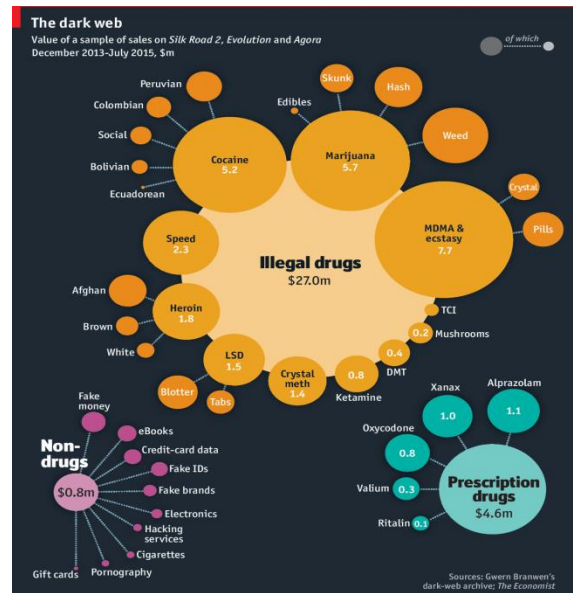 The dark web
Value of a sample of sales on Silk Road 2, Evolution and Agora
December 2013-July 2015, $m
of which
Peruvian
Colombian
Social
Bolivian
Ecuadorean
Cocaine
5.2
Edibles
Skunk
Hash
Weed
Marijuana
5.7
Crystal
Pills
MDMA &
ecstasy
7.7
Speed
2.3
Illegal drugs
$27.0m
Afghan
Brown
White
Heroin
1.8
TCI
0.2
Mushrooms
0.4
DMT
0.8
Ketamine
Crystal
meth
1.4
LSD
1.5
Blotter
Tabs
Non-
drugs
$0.8m
Fake
money
eBooks
Credit-card data
Fake IDs
Fake brands
Electronics
Hacking
services
Cigarettes
Pornography
Gift cards
Xanax
1.0
Alprazolam
1.1
Oxycodone
0.8
Valium
0.3
Ritalin
0.1
Prescription
drugs
$4.6m
Sources: Gwern Branwen's
dark-web archive; The Economist